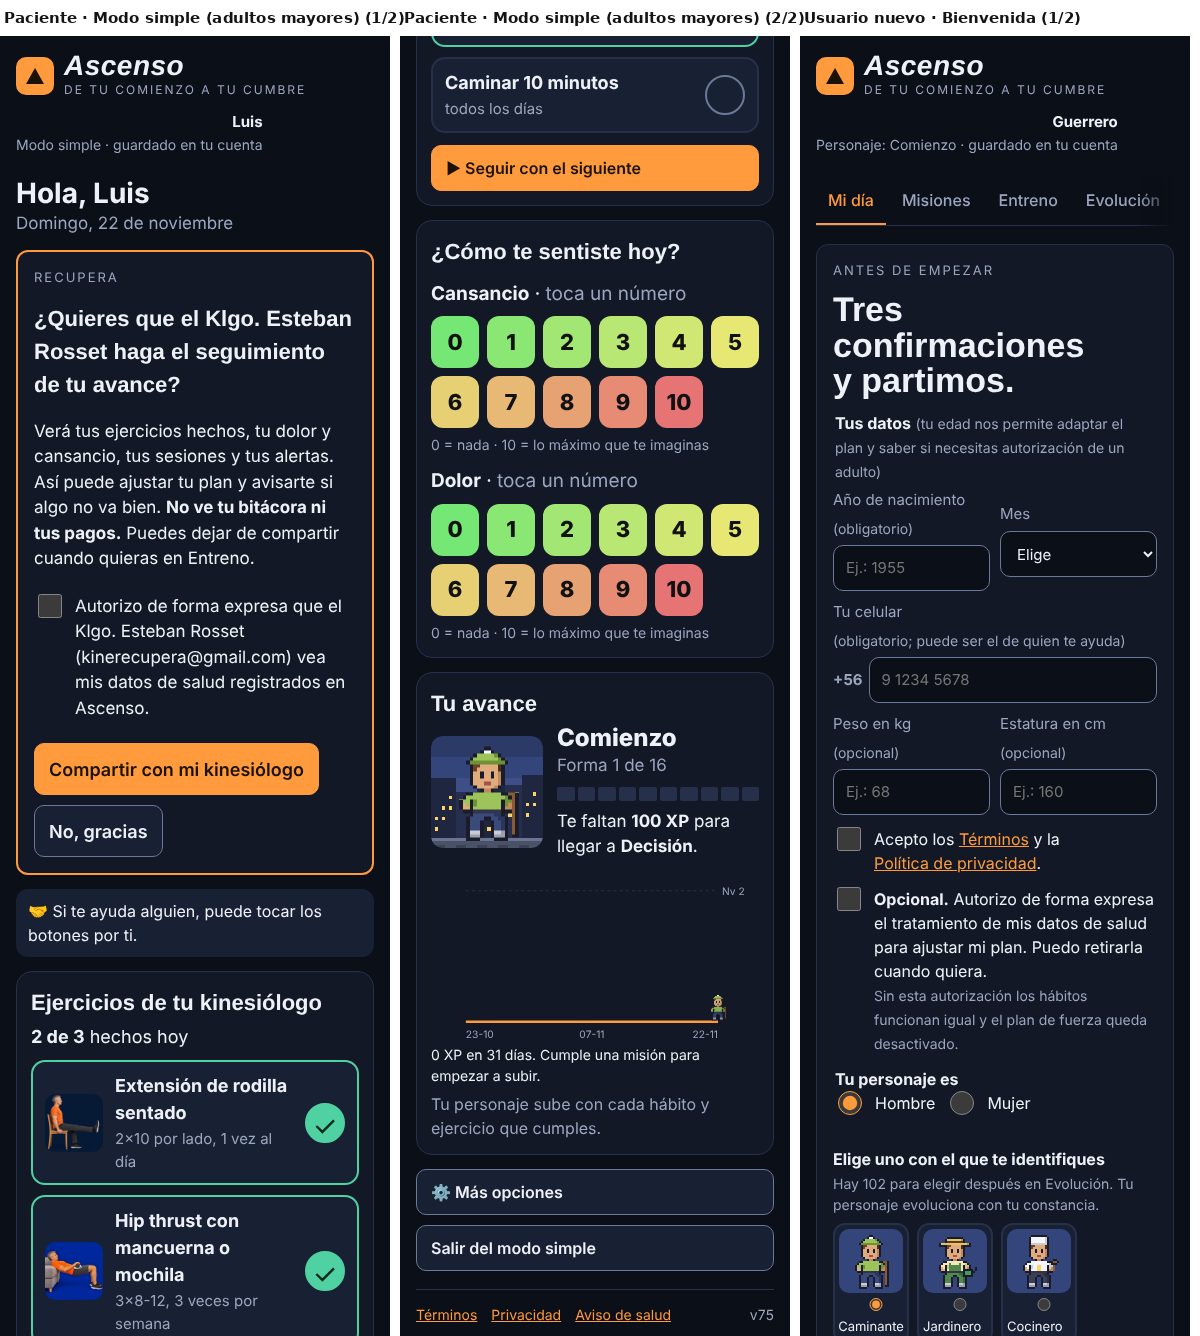 Paciente · Modo simple (adultos mayores) (1/2)
Ascenso
DE TU COMIENZO A TU CUMBRE
Luis
Modo simple · guardado en tu cuenta
Hola, Luis
Domingo, 22 de noviembre
RECUPERA
¿Quieres que el Klgo. Esteban
Rosset haga el seguimiento
de tu avance?
Verá tus ejercicios hechos, tu dolor y
cansancio, tus sesiones y tus alertas.
Así puede ajustar tu plan y avisarte si
algo no va bien. No ve tu bitácora ni
tus pagos. Puedes dejar de compartir
cuando quieras en Entreno.
Autorizo de forma expresa que el
Klgo. Esteban Rosset
(kinerecupera@gmail.com) vea
mis datos de salud registrados en
Ascenso.
Compartir con mi kinesiólogo
No, gracias
🤝 Si te ayuda alguien, puede tocar los
botones por ti.
Ejercicios de tu kinesiólogo
2 de 3 hechos hoy
Extensión de rodilla
sentado
2×10 por lado, 1 vez al
día
Hip thrust con
mancuerna o
mochila
3×8-12, 3 veces por
semana
Paciente · Modo simple (adultos mayores) (2/2)
Caminar 10 minutos
todos los días
▶ Seguir con el siguiente
¿Cómo te sentiste hoy?
Cansancio · toca un número
0 1 2 3 4 5
6 7 8 9 10
0 = nada · 10 = lo máximo que te imaginas
Dolor · toca un número
0 1 2 3 4 5
6 7 8 9 10
0 = nada · 10 = lo máximo que te imaginas
Tu avance
Comienzo
Forma 1 de 16
Te faltan 100 XP para
llegar a Decisión.
Nv 2
23-10 07-11 22-11
0 XP en 31 días. Cumple una misión para
empezar a subir.
Tu personaje sube con cada hábito y
ejercicio que cumples.
⚙️ Más opciones
Salir del modo simple
Términos Privacidad Aviso de salud v75
Usuario nuevo · Bienvenida (1/2)
Ascenso
DE TU COMIENZO A TU CUMBRE
Guerrero
Personaje: Comienzo · guardado en tu cuenta
Mi día Misiones Entreno Evolución
ANTES DE EMPEZAR
Tres
confirmaciones
y partimos.
Tus datos (tu edad nos permite adaptar el
plan y saber si necesitas autorización de un
adulto)
Año de nacimiento
(obligatorio)
Ej.: 1955
Mes
Elige
Tu celular
(obligatorio; puede ser el de quien te ayuda)
+56 9 1234 5678
Peso en kg
(opcional)
Ej.: 68
Estatura en cm
(opcional)
Ej.: 160
Acepto los Términos y la
Política de privacidad.
Opcional. Autorizo de forma expresa
el tratamiento de mis datos de salud
para ajustar mi plan. Puedo retirarla
cuando quiera.
Sin esta autorización los hábitos
funcionan igual y el plan de fuerza queda
desactivado.
Tu personaje es
Hombre Mujer
Elige uno con el que te identifiques
Hay 102 para elegir después en Evolución. Tu
personaje evoluciona con tu constancia.
Caminante Jardinero Cocinero